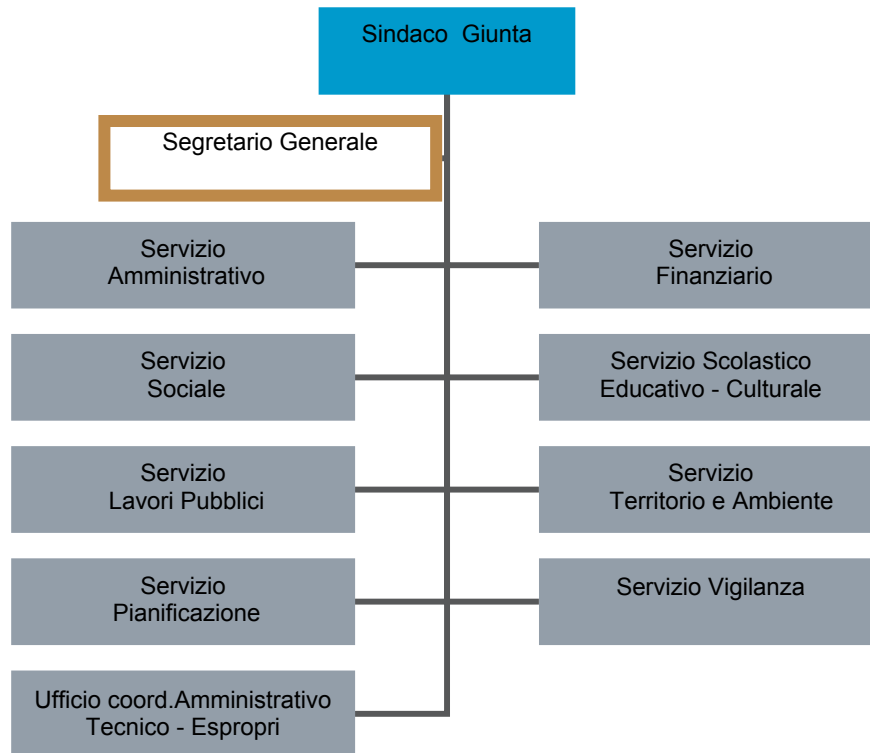 Sindaco Giunta
Segretario Generale
Servizio
Amministrativo
Servizio
Finanziario
Servizio
Sociale
Servizio Scolastico
Educativo - Culturale
Servizio
Lavori Pubblici
Servizio
Territorio e Ambiente
Servizio
Pianificazione
Servizio Vigilanza
Ufficio coord.Amministrativo
Tecnico - Espropri